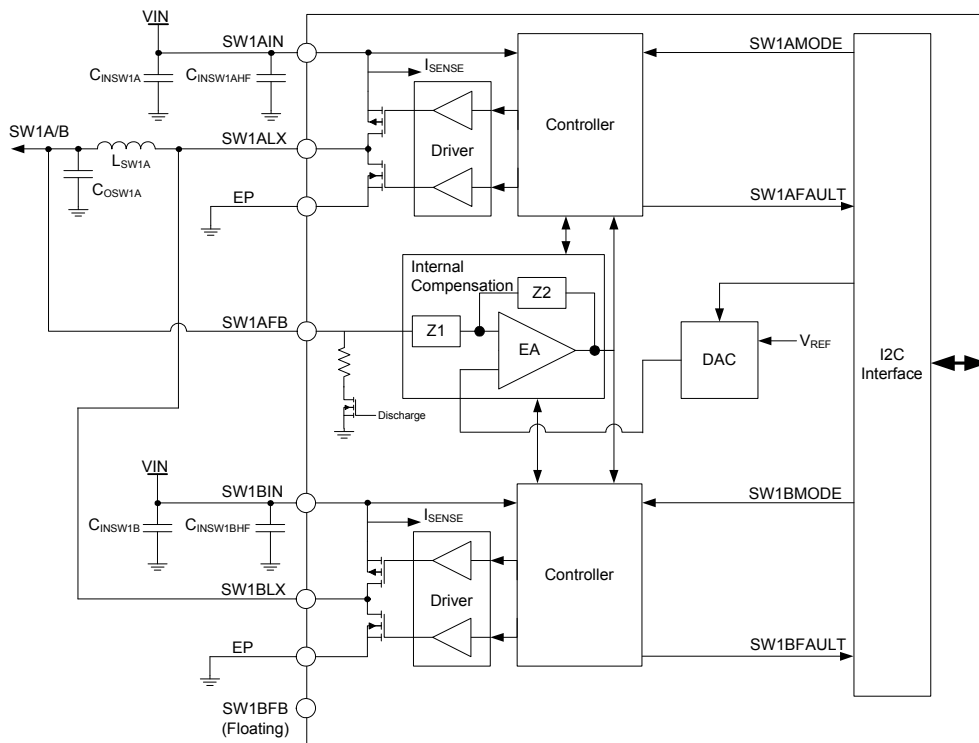 VIN
SW1AIN
SW1AMODE
CINSW1A
CINSW1AHF
ISENSE
Controller
SW1A/B
SW1ALX
LSW1A
Driver
COSW1A
EP
SW1AFAULT
Internal
Compensation
Z2
SW1AFB
Z1
EA
VREF
DAC
I2C
Interface
Discharge
VIN
SW1BIN
SW1BMODE
CINSW1B
CINSW1BHF
ISENSE
Controller
SW1BLX
Driver
EP
SW1BFAULT
SW1BFB
(Floating)